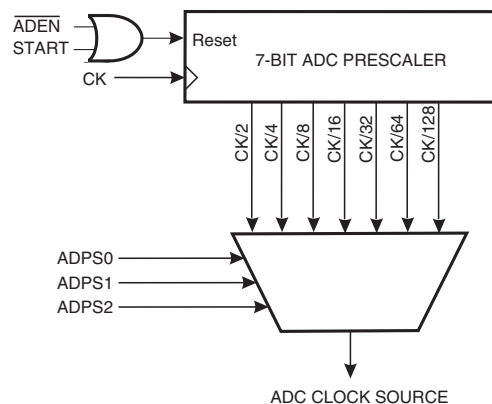 A̅D̅E̅N̅
START
CK
Reset
7-BIT ADC PRESCALER
CK/2
CK/4
CK/8
CK/16
CK/32
CK/64
CK/128
ADPS0
ADPS1
ADPS2
ADC CLOCK SOURCE